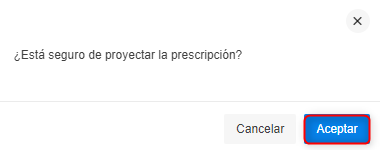 ¿Está seguro de proyectar la prescripción?
Cancelar Aceptar